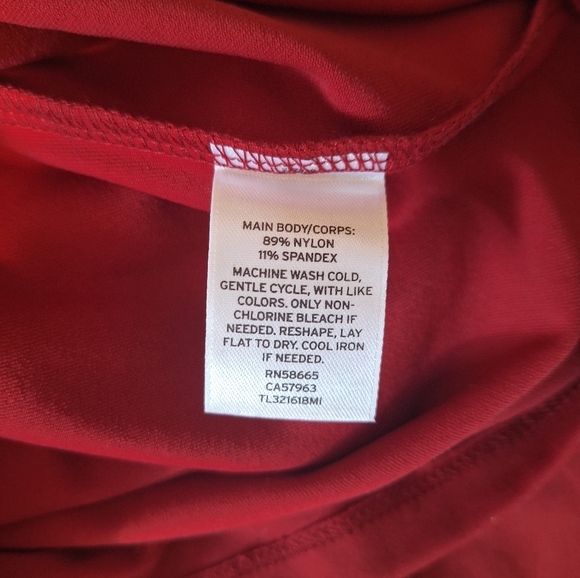 MAIN BODY/CORPS:
89% NYLON
11% SPANDEX
MACHINE WASH COLD,
GENTLE CYCLE, WITH LIKE
COLORS. ONLY NON-
CHLORINE BLEACH IF
NEEDED. RESHAPE, LAY
FLAT TO DRY. COOL IRON
IF NEEDED.
RN58665
CA57963
TL321618MI